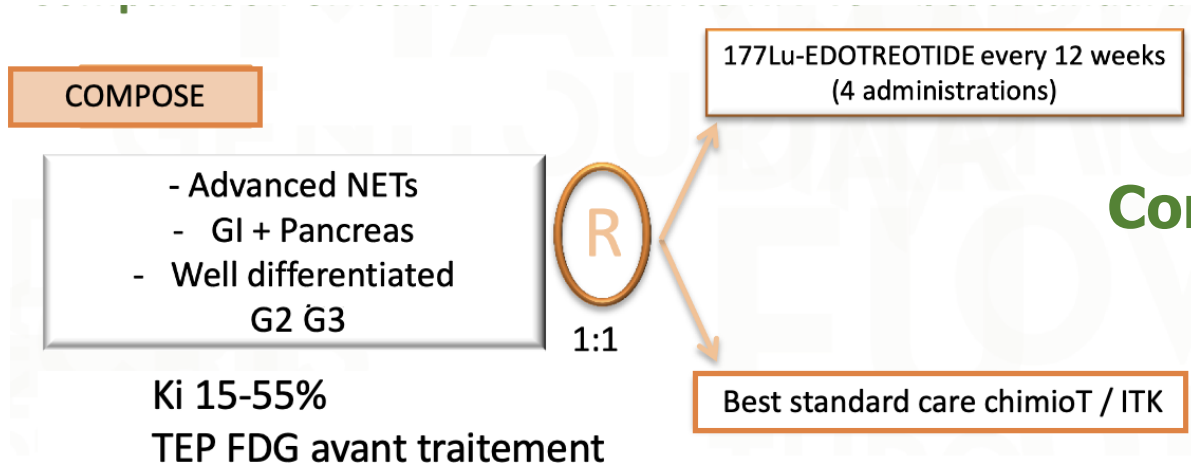 COMPOSE
177Lu-EDOTREOTIDE every 12 weeks
(4 administrations)
- Advanced NETs
- GI + Pancreas
- Well differentiated
G2 G3
R
1:1
Ki 15-55%
TEP FDG avant traitement
Best standard care chimioT / ITK